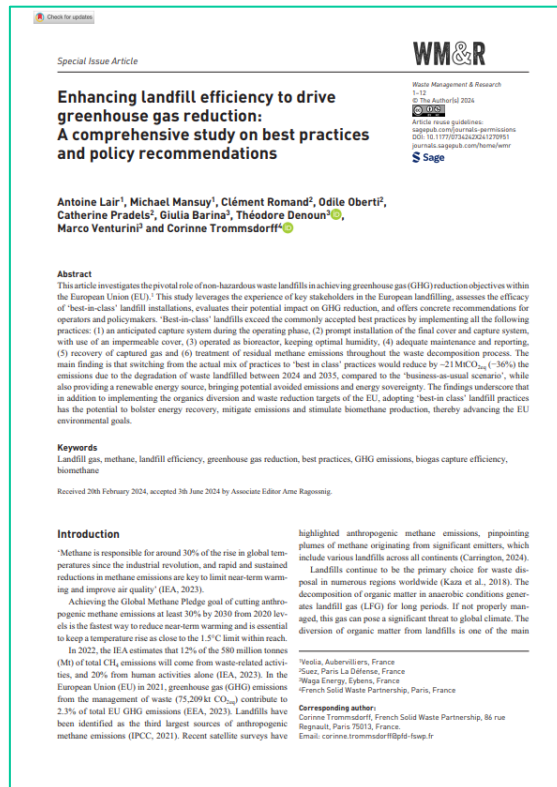 Check for updates
Special Issue Article
WM&R
Enhancing landfill efficiency to drive
greenhouse gas reduction:
A comprehensive study on best practices
and policy recommendations
Waste Management & Research
1–12
© The Author(s) 2024
Article reuse guidelines:
sagepub.com/journals-permissions
DOI: 10.1177/0734242X241270951
journals.sagepub.com/home/wmr
Sage
Antoine Lair1, Michael Mansuy1, Clément Romand2, Odile Oberti2,
Catherine Pradels2, Giulia Barina3, Théodore Denoun3,
Marco Venturini3 and Corinne Trommsdorff4
Abstract
This article investigates the pivotal role of non-hazardous waste landfills in achieving greenhouse gas (GHG) reduction objectives within
the European Union (EU).1 This study leverages the experience of key stakeholders in the European landfilling, assesses the efficacy
of ‘best-in-class’ landfill installations, evaluates their potential impact on GHG reduction, and offers concrete recommendations for
operators and policymakers. ‘Best-in-class’ landfills exceed the commonly accepted best practices by implementing all the following
practices: (1) an anticipated capture system during the operating phase, (2) prompt installation of the final cover and capture system,
with use of an impermeable cover, (3) operated as bioreactor, keeping optimal humidity, (4) adequate maintenance and reporting,
(5) recovery of captured gas and (6) treatment of residual methane emissions throughout the waste decomposition process. The
main finding is that switching from the actual mix of practices to ‘best in class’ practices would reduce by ~21 MtCO2eq (~36%) the
emissions due to the degradation of waste landfilled between 2024 and 2035, compared to the ‘business-as-usual scenario’, while
also providing a renewable energy source, bringing potential avoided emissions and energy sovereignty. The findings underscore that
in addition to implementing the organics diversion and waste reduction targets of the EU, adopting ‘best-in class’ landfill practices
has the potential to bolster energy recovery, mitigate emissions and stimulate biomethane production, thereby advancing the EU
environmental goals.
Keywords
Landfill gas, methane, landfill efficiency, greenhouse gas reduction, best practices, GHG emissions, biogas capture efficiency,
biomethane
Received 20th February 2024, accepted 3th June 2024 by Associate Editor Arne Ragossnig.
Introduction
‘Methane is responsible for around 30% of the rise in global tem-
peratures since the industrial revolution, and rapid and sustained
reductions in methane emissions are key to limit near-term warm-
ing and improve air quality’ (IEA, 2023).
Achieving the Global Methane Pledge goal of cutting anthro-
pogenic methane emissions at least 30% by 2030 from 2020 lev-
els is the fastest way to reduce near-term warming and is essential
to keep a temperature rise as close to the 1.5°C limit within reach.
In 2022, the IEA estimates that 12% of the 580 million tonnes
(Mt) of total CH4 emissions will come from waste-related activi-
ties, and 20% from human activities alone (IEA, 2023). In the
European Union (EU) in 2021, greenhouse gas (GHG) emissions
from the management of waste (75,209 kt CO2eq) contribute to
2.3% of total EU GHG emissions (EEA, 2023). Landfills have
been identified as the third largest sources of anthropogenic
methane emissions (IPCC, 2021). Recent satellite surveys have
highlighted anthropogenic methane emissions, pinpointing
plumes of methane originating from significant emitters, which
include various landfills across all continents (Carrington, 2024).
Landfills continue to be the primary choice for waste dis-
posal in numerous regions worldwide (Kaza et al., 2018). The
decomposition of organic matter in anaerobic conditions gener-
ates landfill gas (LFG) for long periods. If not properly man-
aged, this gas can pose a significant threat to global climate. The
diversion of organic matter from landfills is one of the main
1Veolia, Aubervilliers, France
2Suez, Paris La Défense, France
3Waga Energy, Eybens, France
4French Solid Waste Partnership, Paris, France
Corresponding author:
Corinne Trommsdorff, French Solid Waste Partnership, 86 rue
Regnault, Paris 75013, France.
Email: corinne.trommsdorff@pfd-fswp.fr